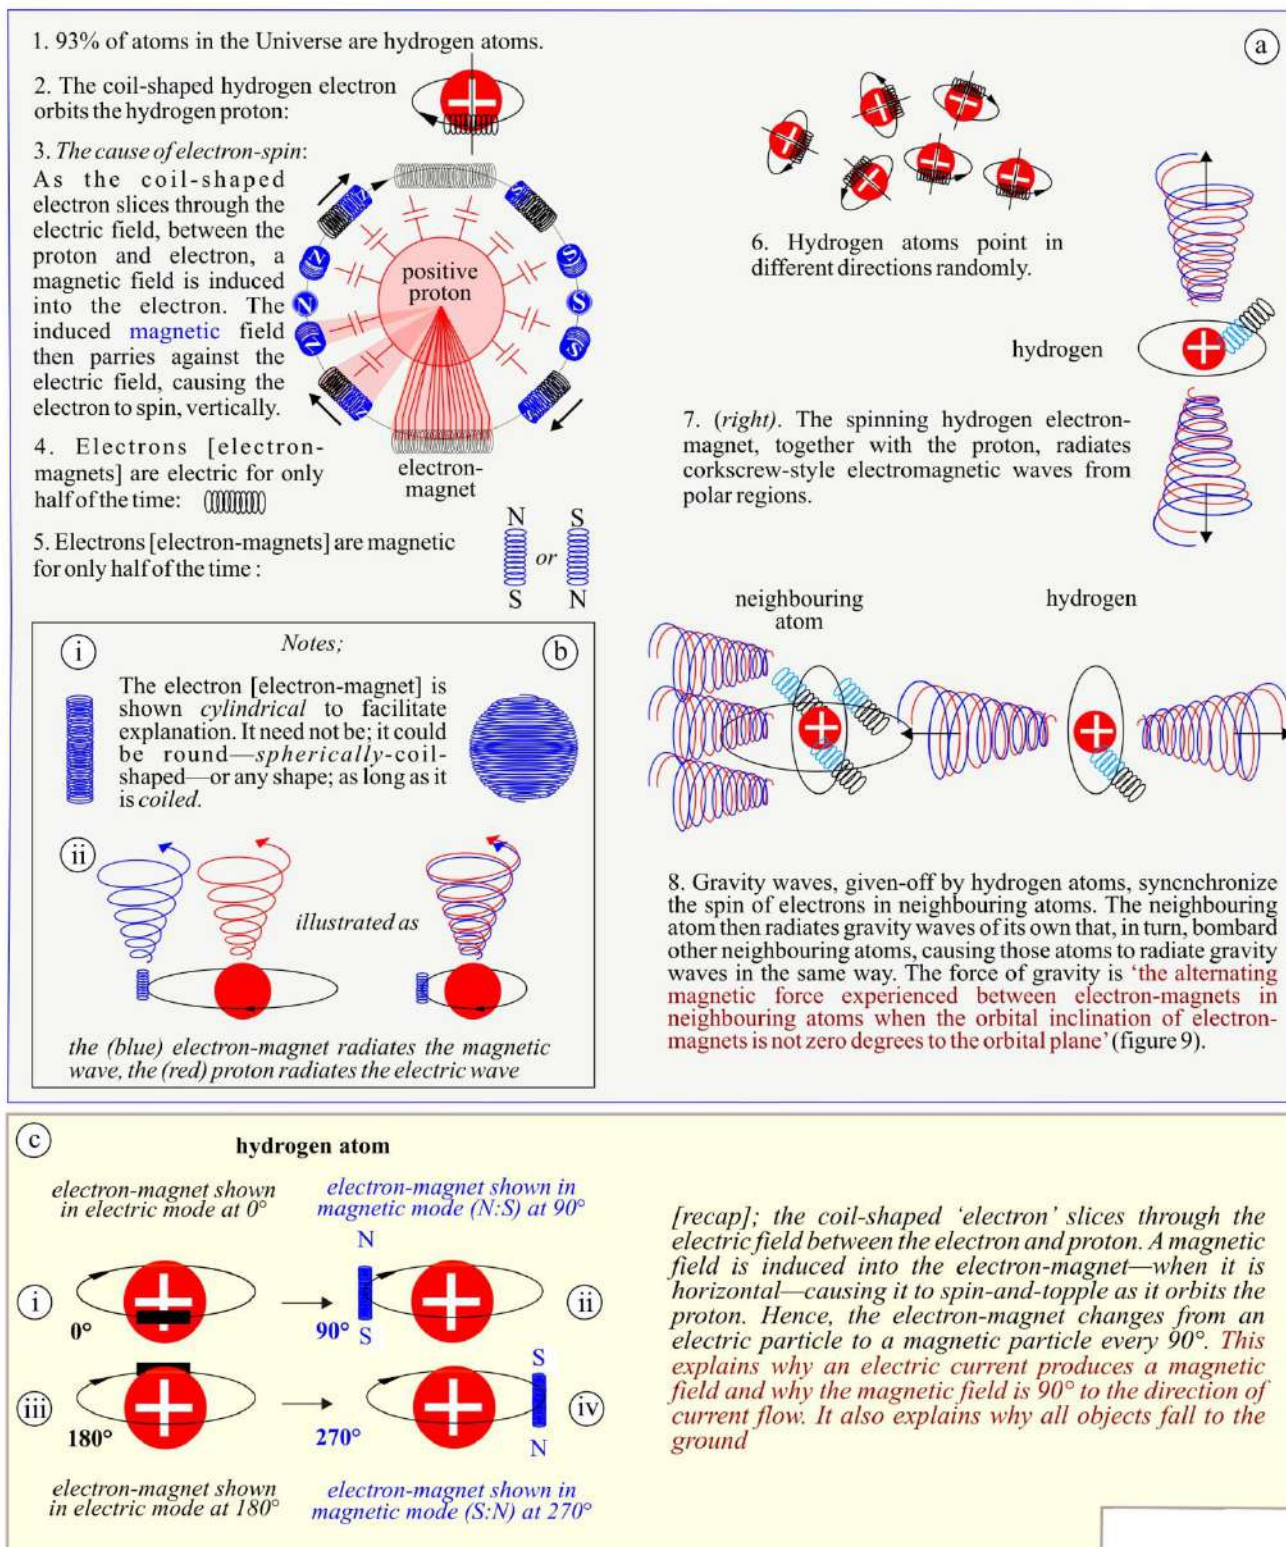 1. 93% of atoms in the Universe are hydrogen atoms.
2. The coil-shaped hydrogen electron
orbits the hydrogen proton:
3. The cause of electron-spin:
As the coil-shaped
electron slices through the
electric field, between the
proton and electron, a
magnetic field is induced
into the electron. The
induced magnetic field
then parries against the
electric field, causing the
electron to spin, vertically.
4. Electrons [electron-
magnets] are electric for only
half of the time:
5. Electrons [electron-magnets] are magnetic
for only half of the time :
positive
proton
N
N
N
N
N
S
S
S
S
S
electron-
magnet
N
S
or
S
N
a
6. Hydrogen atoms point in
different directions randomly.
hydrogen
7. (right). The spinning hydrogen electron-
magnet, together with the proton, radiates
corkscrew-style electromagnetic waves from
polar regions.
neighbouring
atom
hydrogen
8. Gravity waves, given-off by hydrogen atoms, syncnchronize
the spin of electrons in neighbouring atoms. The neighbouring
atom then radiates gravity waves of its own that, in turn, bombard
other neighbouring atoms, causing those atoms to radiate gravity
waves in the same way. The force of gravity is ‘the alternating
magnetic force experienced between electron-magnets in
neighbouring atoms when the orbital inclination of electron-
magnets is not zero degrees to the orbital plane’ (figure 9).
i
Notes;
b
The electron [electron-magnet] is
shown cylindrical to facilitate
explanation. It need not be; it could
be round—spherically-coil-
shaped—or any shape; as long as it
is coiled.
ii
illustrated as
the (blue) electron-magnet radiates the magnetic
wave, the (red) proton radiates the electric wave
c
hydrogen atom
electron-magnet shown
in electric mode at 0°
electron-magnet shown in
magnetic mode (N:S) at 90°
i
0°
N
90°
S
ii
iii
180°
270°
S
N
iv
electron-magnet shown
in electric mode at 180°
electron-magnet shown in
magnetic mode (S:N) at 270°
[recap]; the coil-shaped ‘electron’ slices through the
electric field between the electron and proton. A magnetic
field is induced into the electron-magnet—when it is
horizontal—causing it to spin-and-topple as it orbits the
proton. Hence, the electron-magnet changes from an
electric particle to a magnetic particle every 90°. This
explains why an electric current produces a magnetic
field and why the magnetic field is 90° to the direction of
current flow. It also explains why all objects fall to the
ground